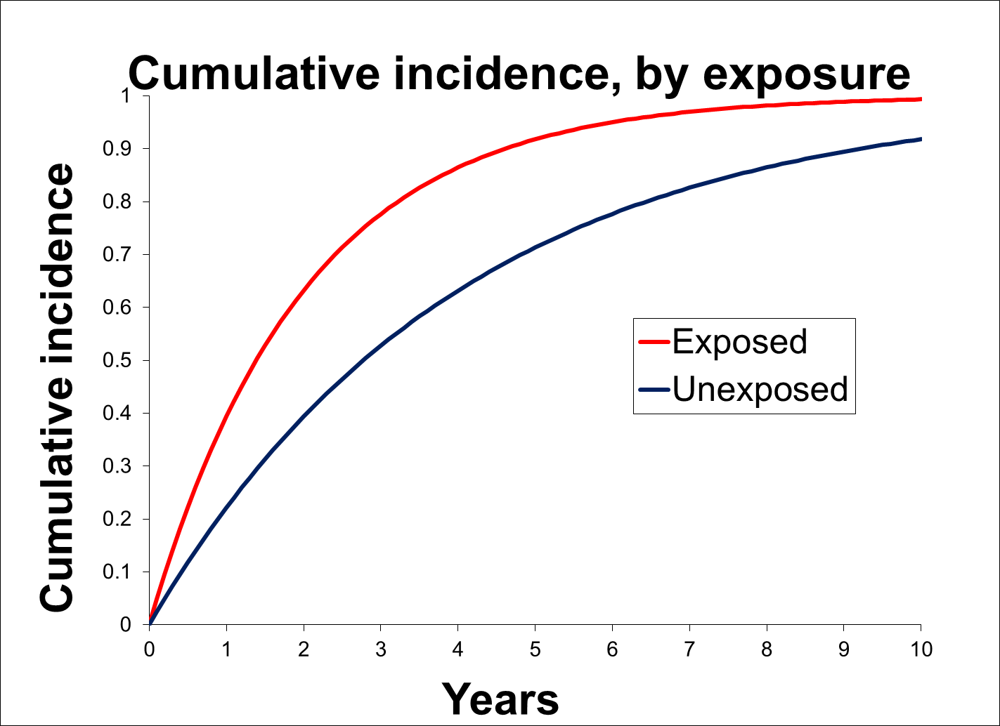 Cumulative incidence, by exposure
Cumulative incidence
1
0.9
0.8
0.7
0.6
0.5
0.4
0.3
0.2
0.1
0
Exposed
Unexposed
0 1 2 3 4 5 6 7 8 9 10
Years